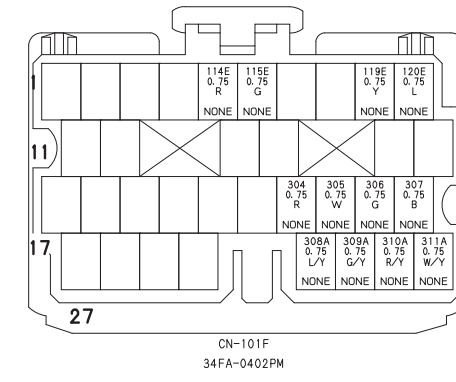 1
114E 115E 119E 120E
0.75 0.75 0.75 0.75
R G Y L
NONE NONE NONE NONE
11
304 305 306 307
0.75 0.75 0.75 0.75
R W G B
NONE NONE NONE NONE
17
308A 309A 310A 311A
0.75 0.75 0.75 0.75
L/Y G/Y R/Y W/Y
NONE NONE NONE NONE
27
CN-101F
34FA-0402PM